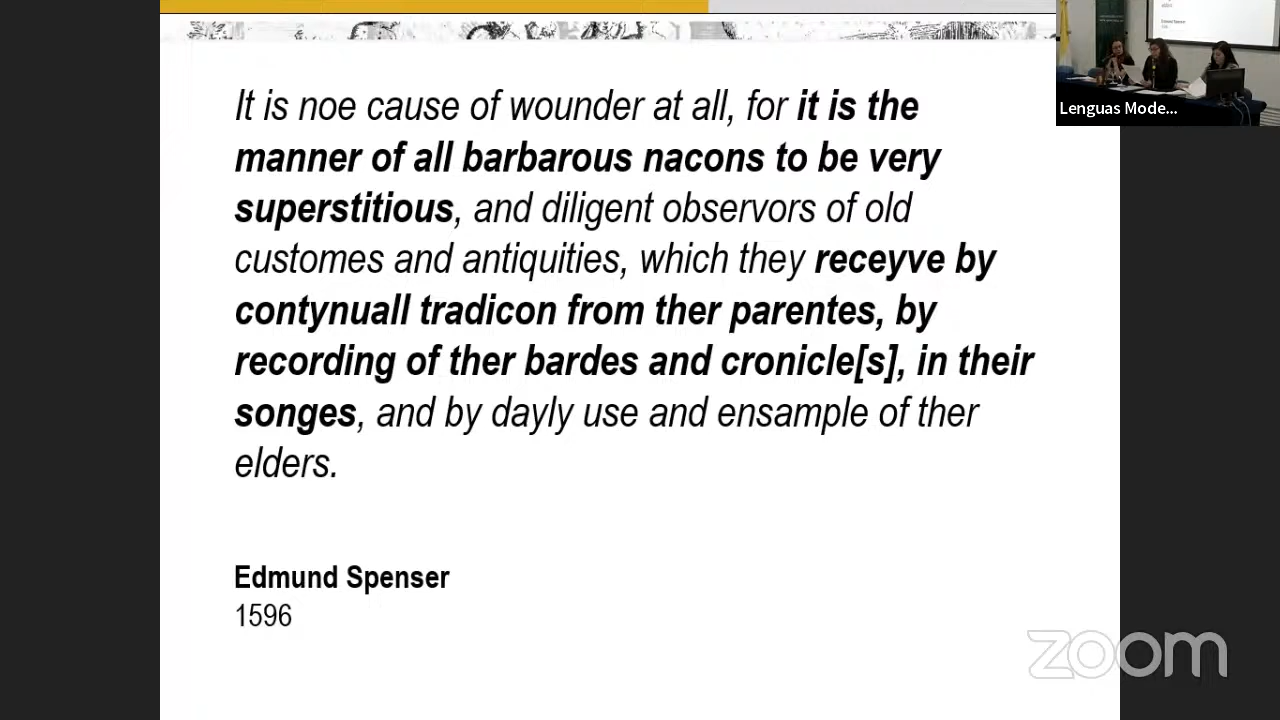 It is noe cause of wounder at all, for it is the
manner of all barbarous nacons to be very
superstitious, and diligent observors of old
customes and antiquities, which they receyve by
contynuall tradicon from ther parentes, by
recording of ther bardes and cronicle[s], in their
songes, and by dayly use and ensample of ther
elders.
Edmund Spenser
1596
Lenguas Mode...
zoom